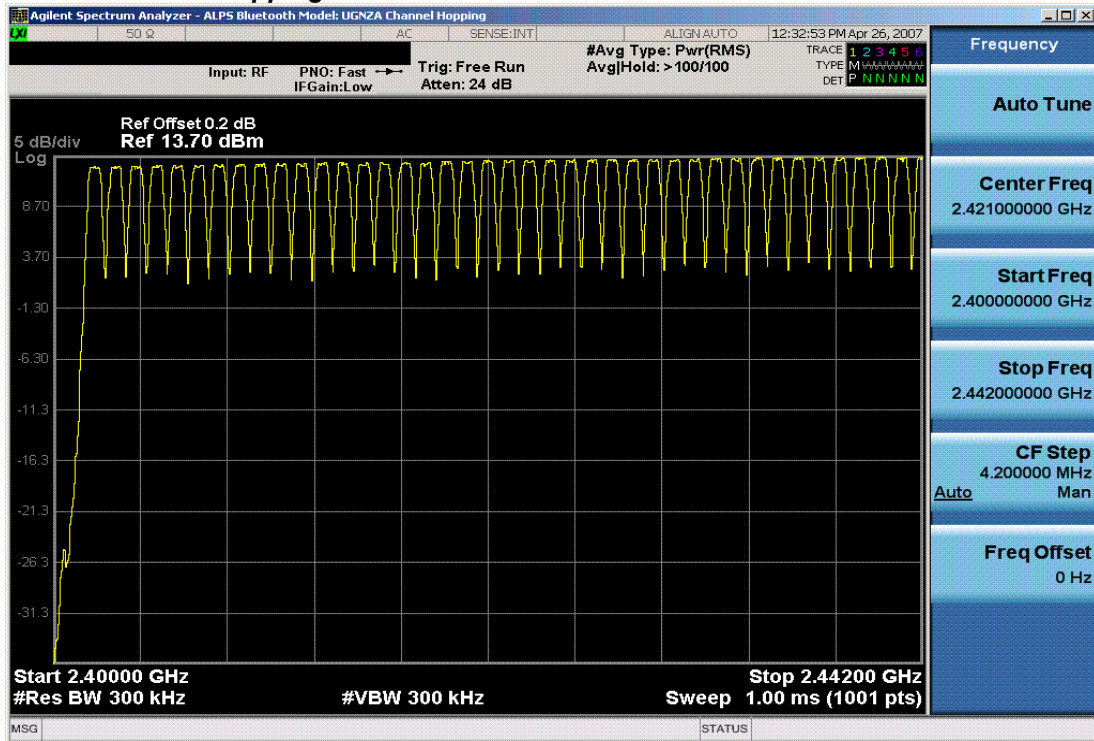 Agilent Spectrum Analyzer - ALPS Bluetooth Model: UGNZA Channel Hopping
LXI 50 Ω AC SENSE:INT ALIGN AUTO 12:32:53 PM Apr 26, 2007
Input: RF PNO: Fast IFGain:Low
Trig: Free Run
Atten: 24 dB
#Avg Type: Pwr(RMS)
Avg|Hold: >100/100
TRACE 1 2 3 4 5 6
TYPE M
DET P N N N N N
Ref Offset 0.2 dB
5 dB/div Ref 13.70 dBm
Log
8.70
3.70
-1.30
-6.30
-11.3
-16.3
-21.3
-26.3
-31.3
Start 2.40000 GHz Stop 2.44200 GHz
#Res BW 300 kHz #VBW 300 kHz Sweep 1.00 ms (1001 pts)
MSG STATUS
Frequency
Auto Tune
Center Freq
2.421000000 GHz
Start Freq
2.400000000 GHz
Stop Freq
2.442000000 GHz
CF Step
4.200000 MHz
Auto Man
Freq Offset
0 Hz